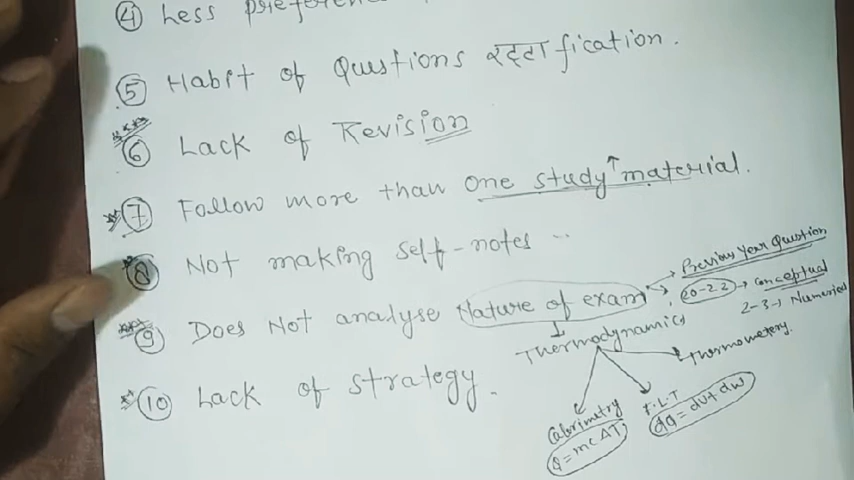 ④ Less
⑤ Habit of Questions रट्टाfication.
⑥ Lack of Revision
⑦ Follow more than one study material.
⑧ Not making self-notes ..
⑨ Does Not analyse Nature of exam
Previous Year Question
20-22 → Conceptual
2-3 → Numerical
Thermodynamics
Thermometery.
Calorimetry
Q = mcΔT
F.L.T
dQ = dU + dW
⑩ Lack of strategy.